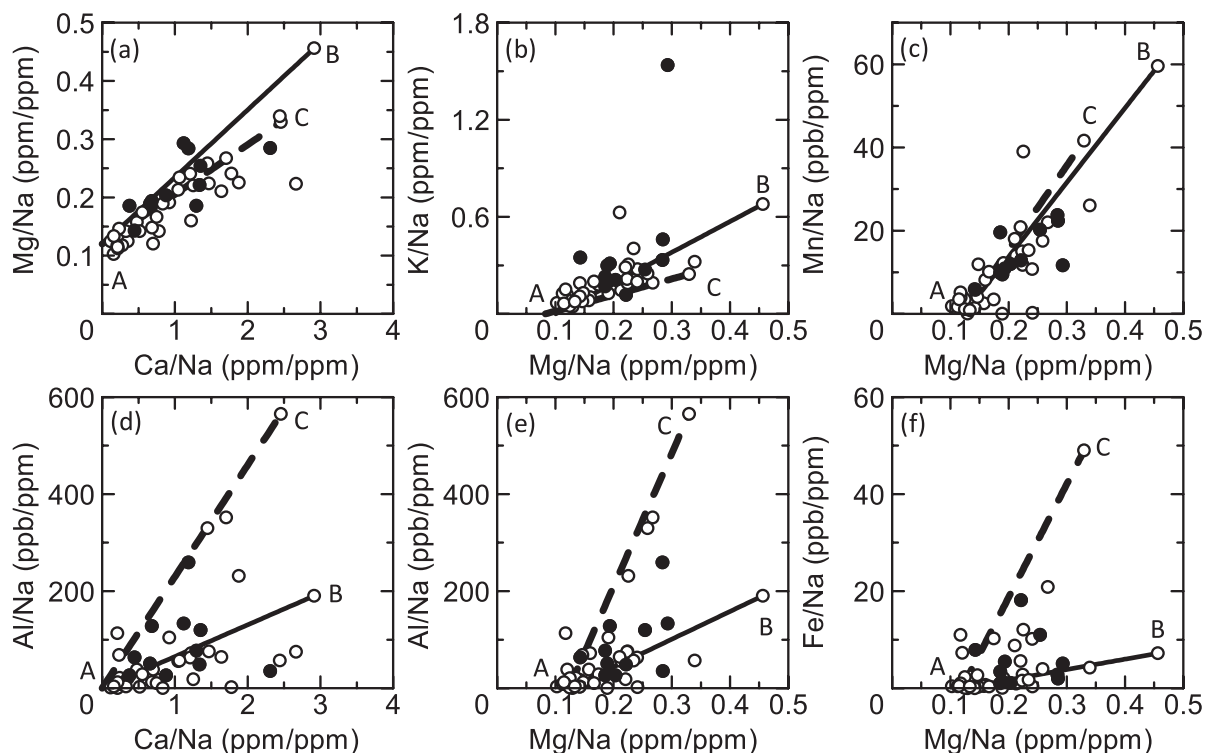 (a)
0.5
0.4
0.3
0.2
0.1
0
1
2
3
4
A
B
C
Mg/Na (ppm/ppm)
Ca/Na (ppm/ppm)
(b)
1.8
1.2
0.6
0
0.1
0.2
0.3
0.4
0.5
A
B
C
K/Na (ppm/ppm)
Mg/Na (ppm/ppm)
(c)
60
40
20
0
0.1
0.2
0.3
0.4
0.5
A
B
C
Mn/Na (ppb/ppm)
Mg/Na (ppm/ppm)
(d)
600
400
200
0
0
1
2
3
4
A
B
C
Al/Na (ppb/ppm)
Ca/Na (ppm/ppm)
(e)
600
400
200
0
0
0.1
0.2
0.3
0.4
0.5
A
B
C
Al/Na (ppb/ppm)
Mg/Na (ppm/ppm)
(f)
60
40
20
0
0
0.1
0.2
0.3
0.4
0.5
A
B
C
Fe/Na (ppb/ppm)
Mg/Na (ppm/ppm)